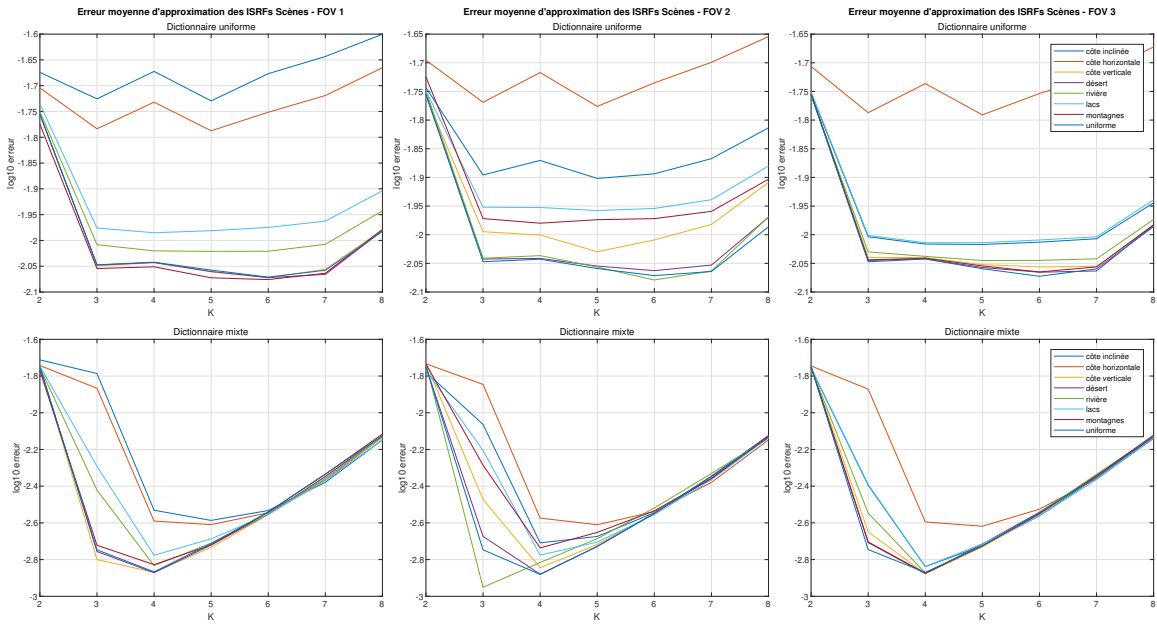 Erreur moyenne d'approximation des ISRFs Scènes - FOV 1
Dictionnaire uniforme
-1.6
-1.65
-1.7
-1.75
-1.8
-1.85
-1.9
-1.95
-2
-2.05
-2.1
log10 erreur
2 3 4 5 6 7 8
K
Erreur moyenne d'approximation des ISRFs Scènes - FOV 2
Dictionnaire uniforme
-1.65
-1.7
-1.75
-1.8
-1.85
-1.9
-1.95
-2
-2.05
-2.1
log10 erreur
2 3 4 5 6 7 8
K
Erreur moyenne d'approximation des ISRFs Scènes - FOV 3
Dictionnaire uniforme
-1.65
-1.7
-1.75
-1.8
-1.85
-1.9
-1.95
-2
-2.05
-2.1
log10 erreur
2 3 4 5 6 7 8
K
côte inclinée
côte horizontale
côte verticale
désert
rivière
lacs
montagnes
uniforme
Dictionnaire mixte
-1.6
-1.8
-2
-2.2
-2.4
-2.6
-2.8
-3
log10 erreur
2 3 4 5 6 7 8
K
Dictionnaire mixte
-1.6
-1.8
-2
-2.2
-2.4
-2.6
-2.8
-3
log10 erreur
2 3 4 5 6 7 8
K
Dictionnaire mixte
-1.6
-1.8
-2
-2.2
-2.4
-2.6
-2.8
-3
log10 erreur
2 3 4 5 6 7 8
K
côte inclinée
côte horizontale
côte verticale
désert
rivière
lacs
montagnes
uniforme